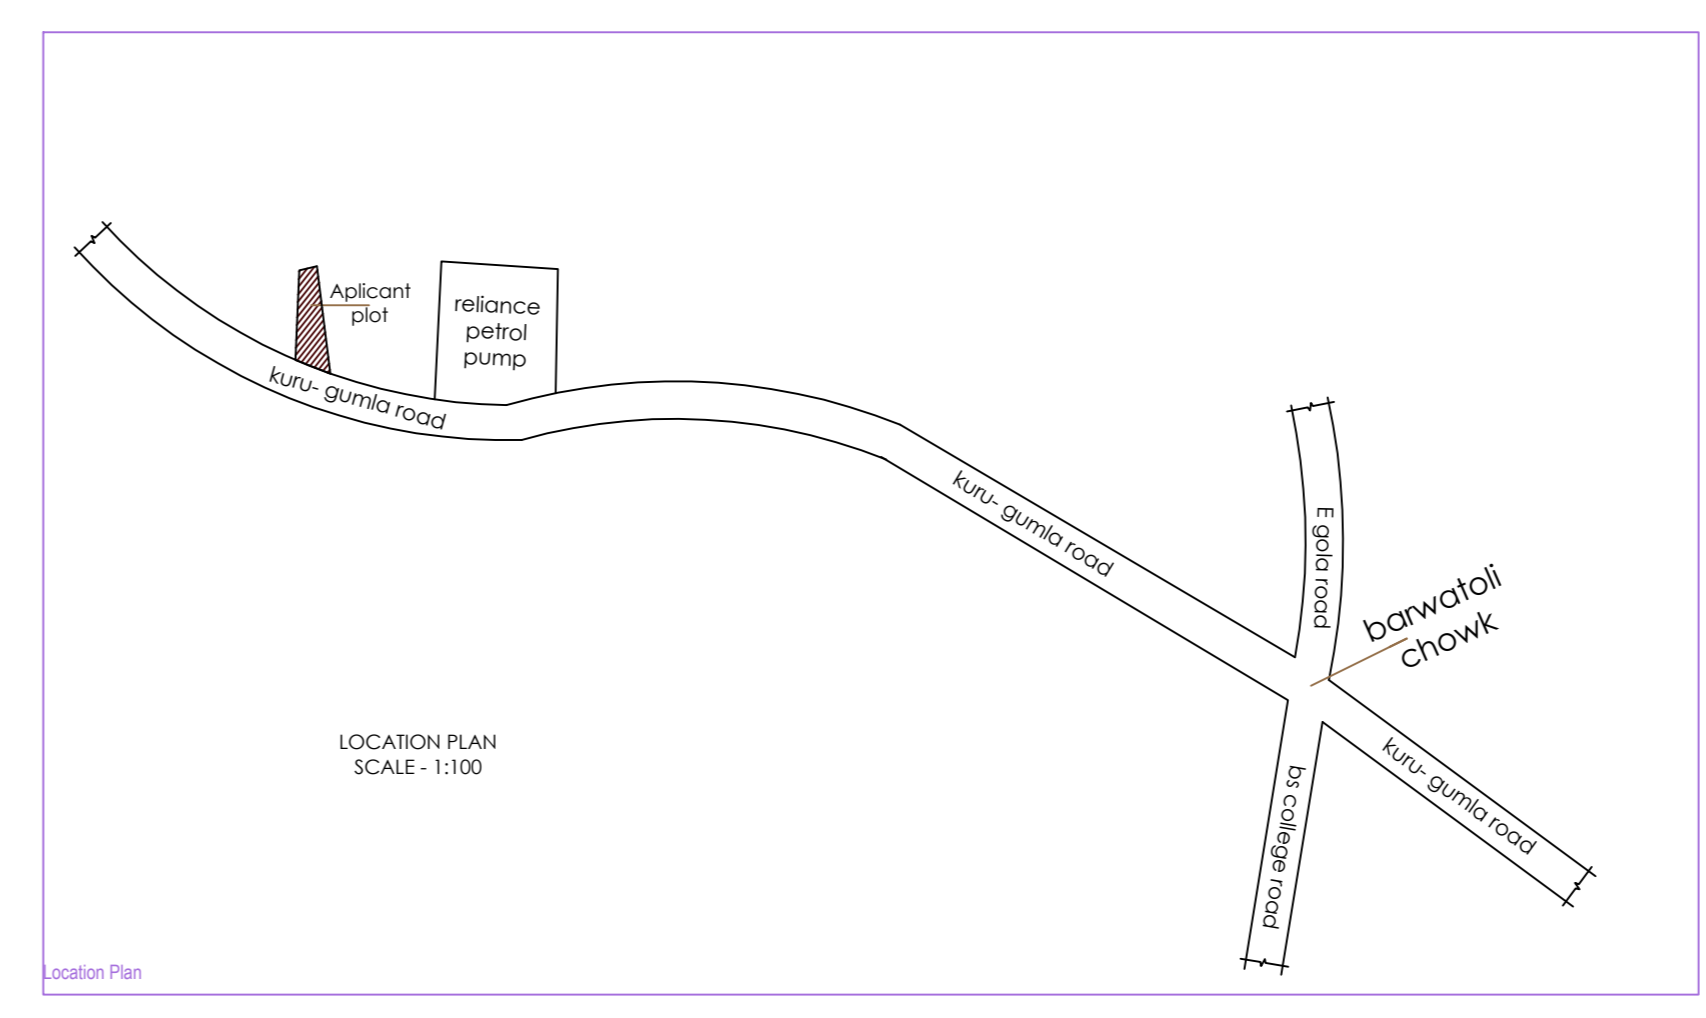 Aplicant
plot
reliance
petrol
pump
kuru- gumla road
kuru- gumla road
E gola road
barwatoli
chowk
LOCATION PLAN
SCALE - 1:100
kuru- gumla road
bs college road
Location Plan